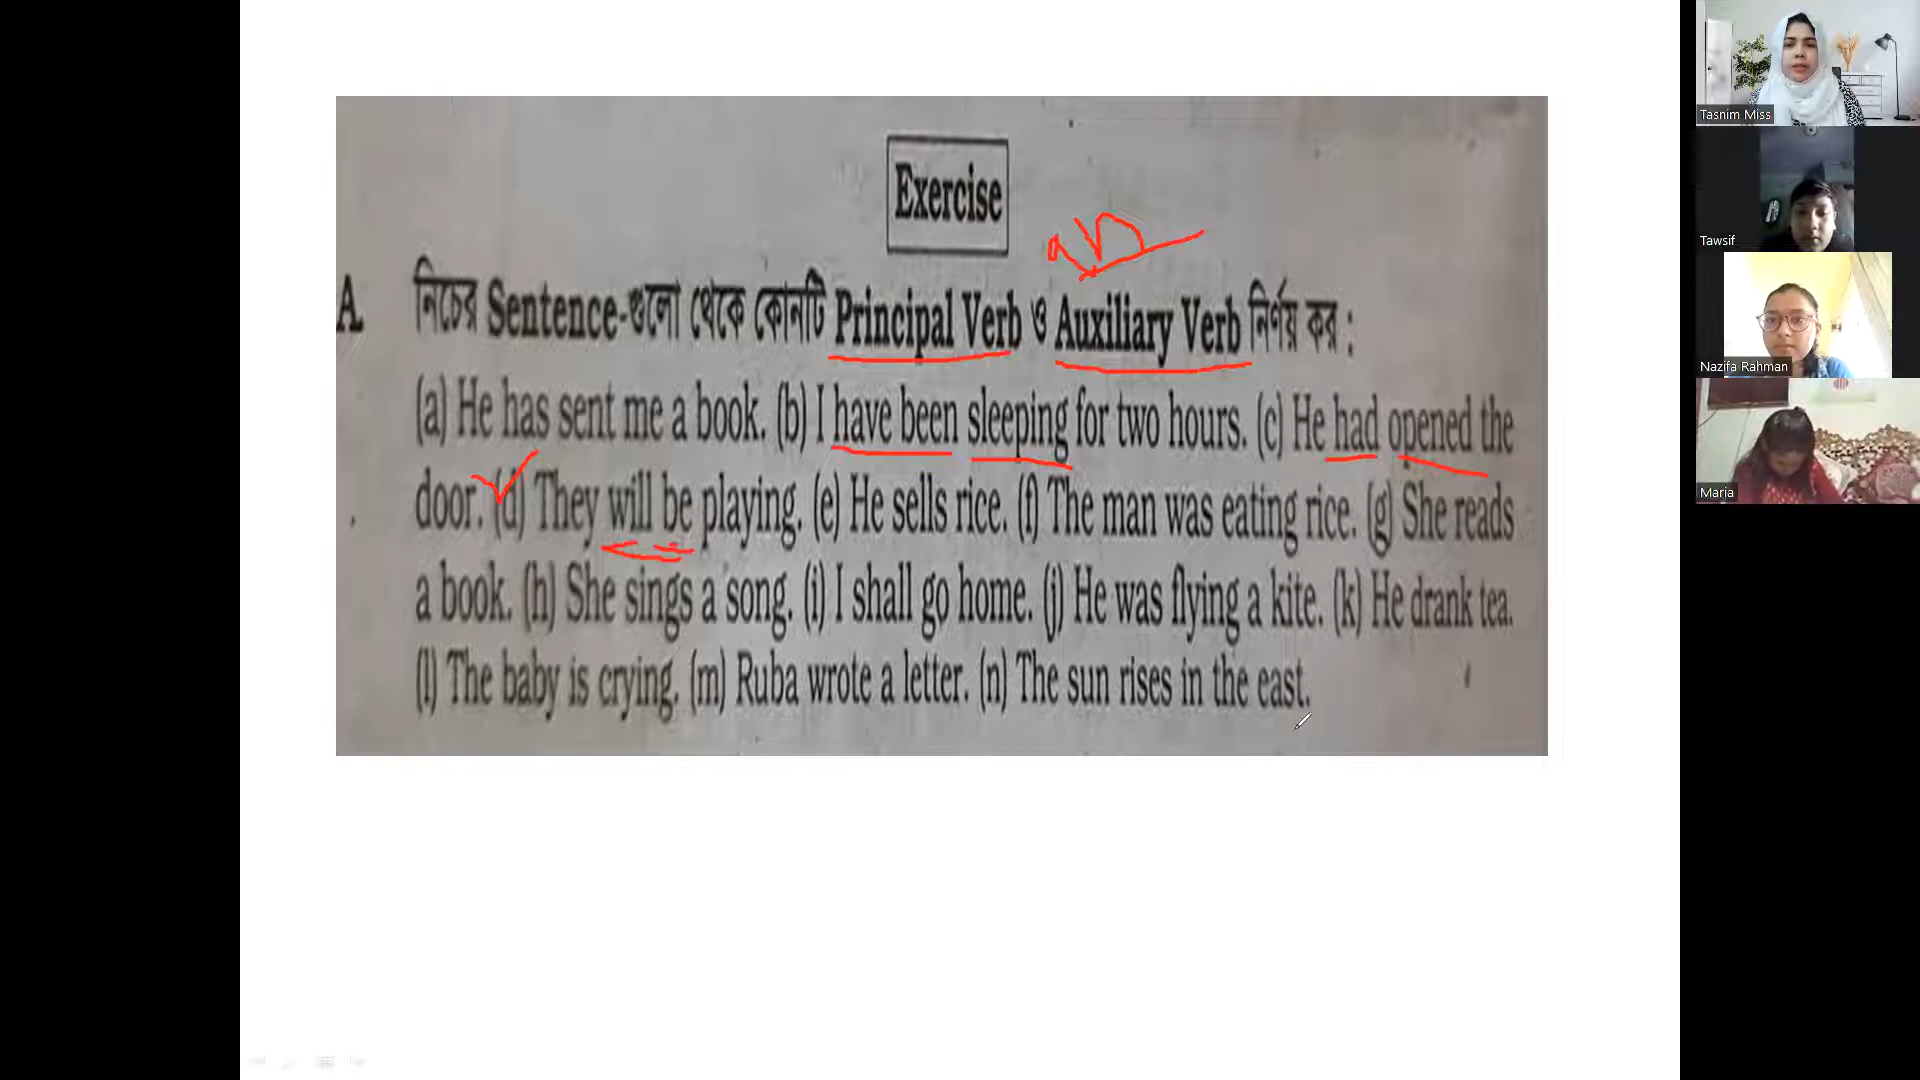 Exercise
A. নিচের Sentence-গুলো থেকে কোনটি Principal Verb ও Auxiliary Verb নির্ণয় কর :
(a) He has sent me a book. (b) I have been sleeping for two hours. (c) He had opened the
door. (d) They will be playing. (e) He sells rice. (f) The man was eating rice. (g) She reads
a book. (h) She sings a song. (i) I shall go home. (j) He was flying a kite. (k) He drank tea.
(l) The baby is crying. (m) Ruba wrote a letter. (n) The sun rises in the east.
Tasnim Miss
Tawsif
Nazifa Rahman
Maria